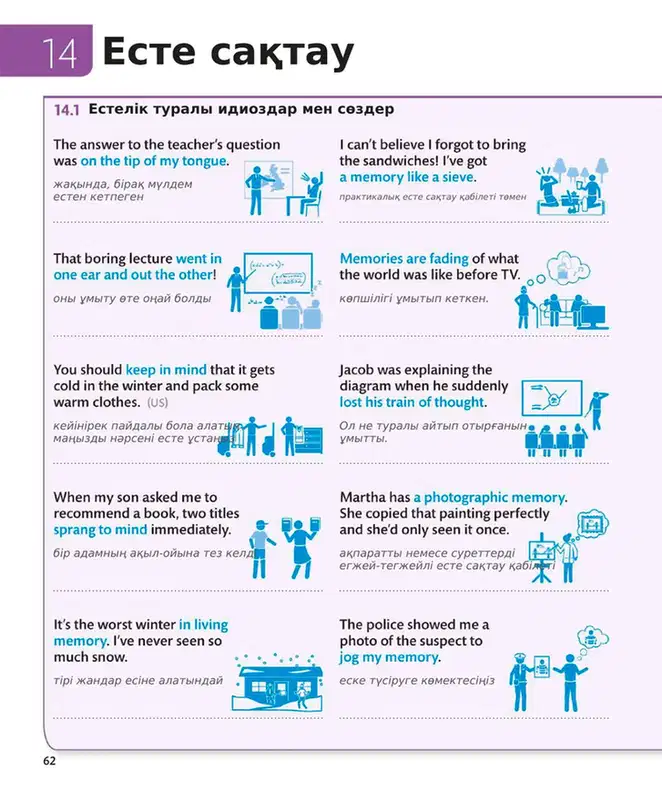 14 Есте сақтау
14.1 Естелік туралы идиоздар мен сөздер
The answer to the teacher's question
was on the tip of my tongue.
жақында, бірақ мүлдем
естен кетпеген
I can't believe I forgot to bring
the sandwiches! I've got
a memory like a sieve.
практикалық есте сақтау қабілеті төмен
That boring lecture went in
one ear and out the other!
оны ұмыту өте оңай болды
Memories are fading of what
the world was like before TV.
көпшілігі ұмытып кеткен.
You should keep in mind that it gets
cold in the winter and pack some
warm clothes. (US)
кейінірек пайдалы бола алатын
маңызды нәрсені есте ұстаңыз
Jacob was explaining the
diagram when he suddenly
lost his train of thought.
Ол не туралы айтып отырғанын
ұмытты.
When my son asked me to
recommend a book, two titles
sprang to mind immediately.
бір адамның ақыл-ойына тез келд
Martha has a photographic memory.
She copied that painting perfectly
and she'd only seen it once.
ақпаратты немесе суреттерді
егжей-тегжейлі есте сақтау қабілеті
It's the worst winter in living
memory. I've never seen so
much snow.
тірі жандар есіне алатындай
The police showed me a
photo of the suspect to
jog my memory.
еске түсіруге көмектесіңіз
62